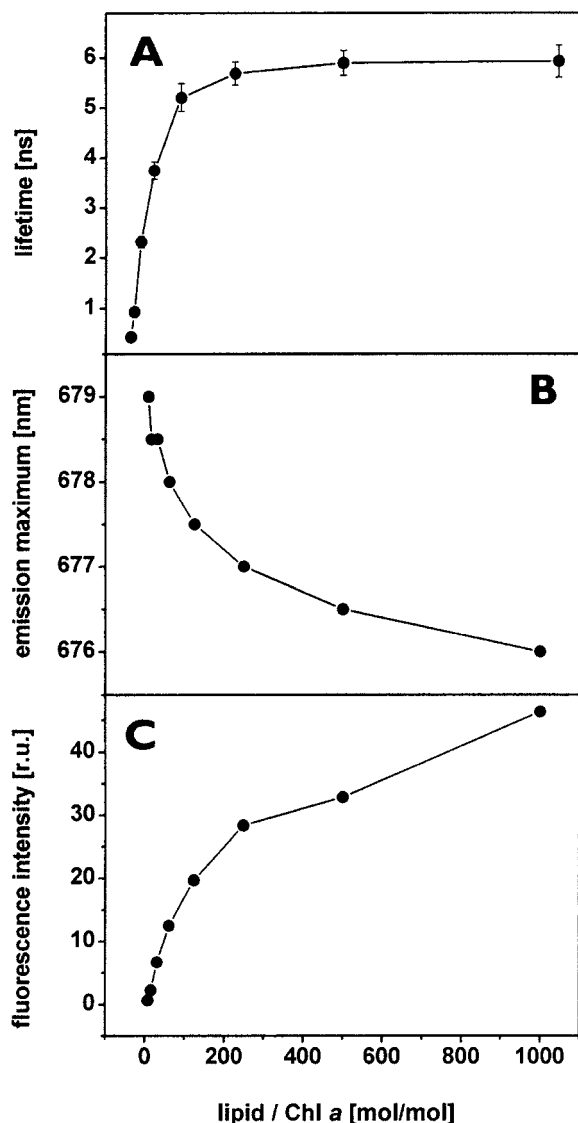 A
lifetime [ns]
6
5
4
3
2
1
B
emission maximum [nm]
679
678
677
676
C
fluorescence intensity [r.u.]
40
30
20
10
0
0 200 400 600 800 1000
lipid / Chl a [mol/mol]